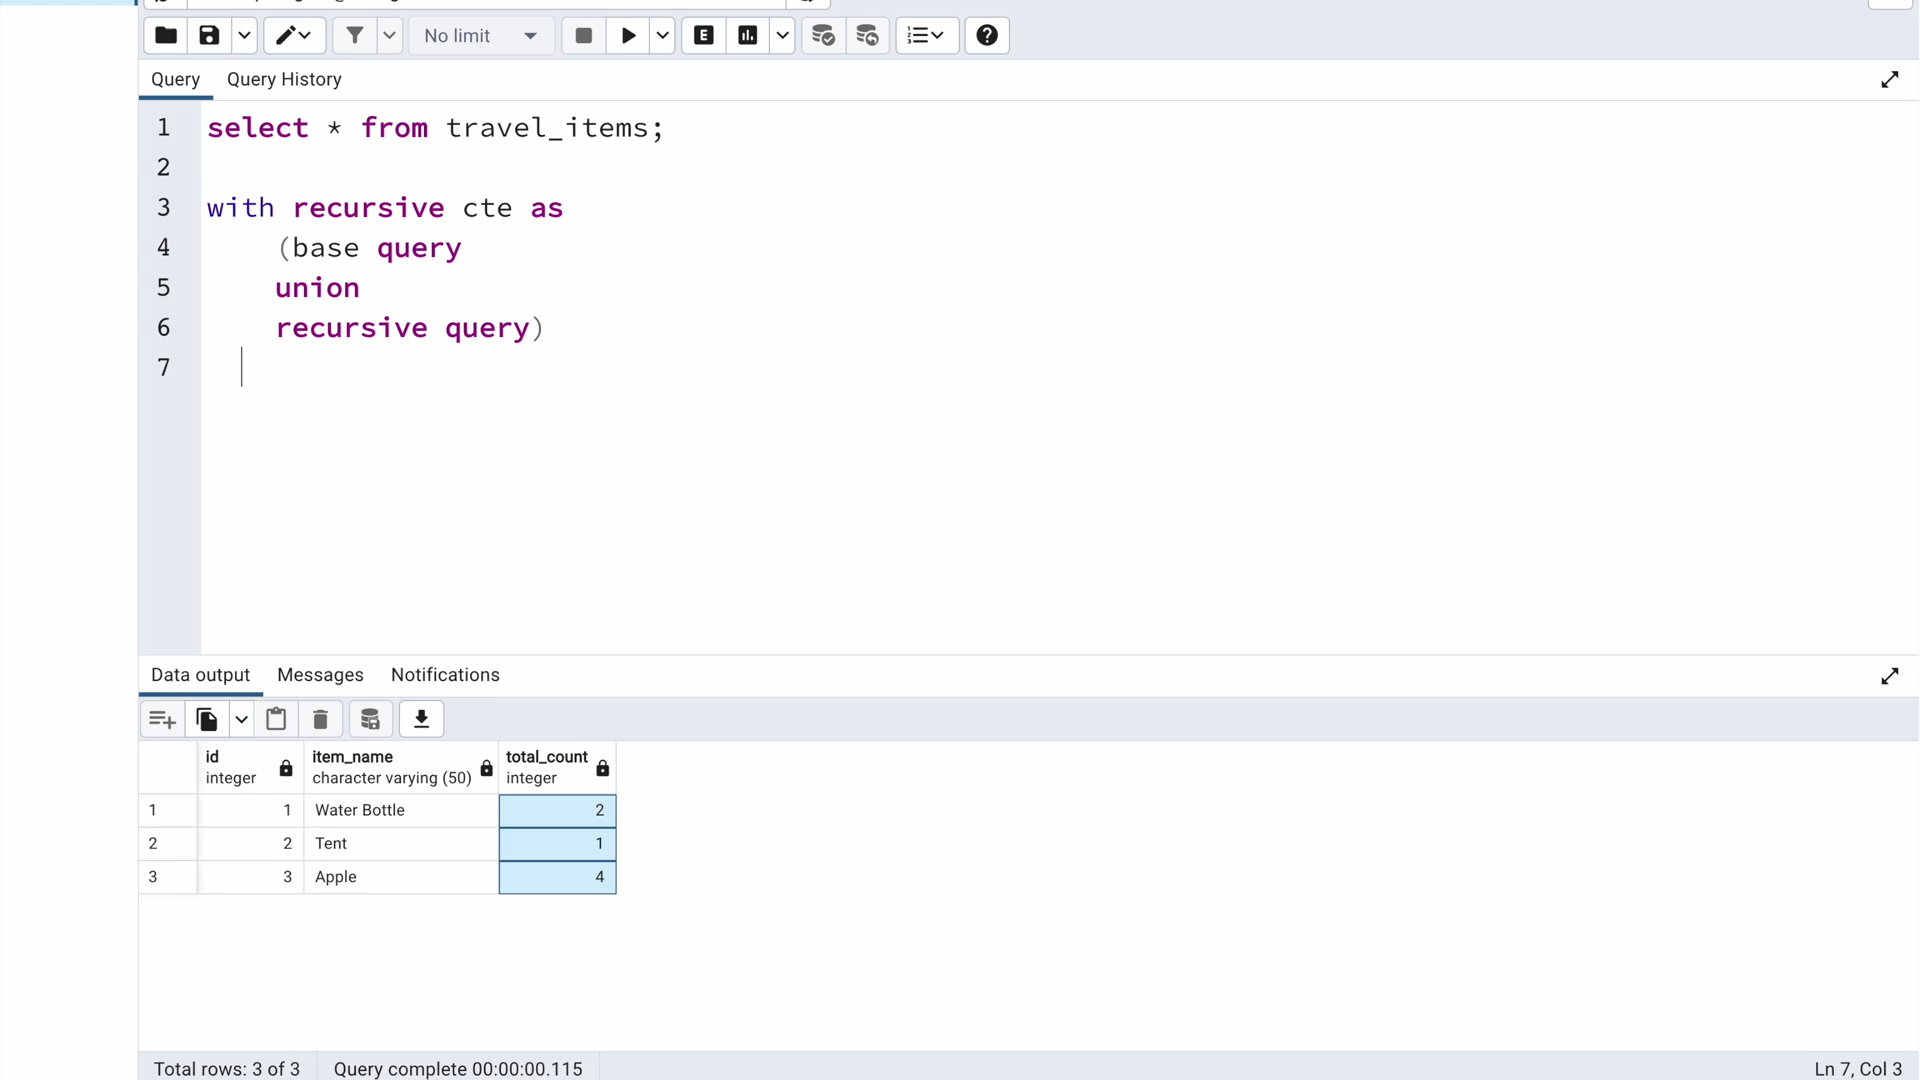 No limit
E
Query Query History
1 select * from travel_items;
2
3 with recursive cte as
4 (base query
5 union
6 recursive query)
7
Data output Messages Notifications
id item_name total_count
integer character varying (50) integer
1 1 Water Bottle 2
2 2 Tent 1
3 3 Apple 4
Total rows: 3 of 3 Query complete 00:00:00.115 Ln 7, Col 3